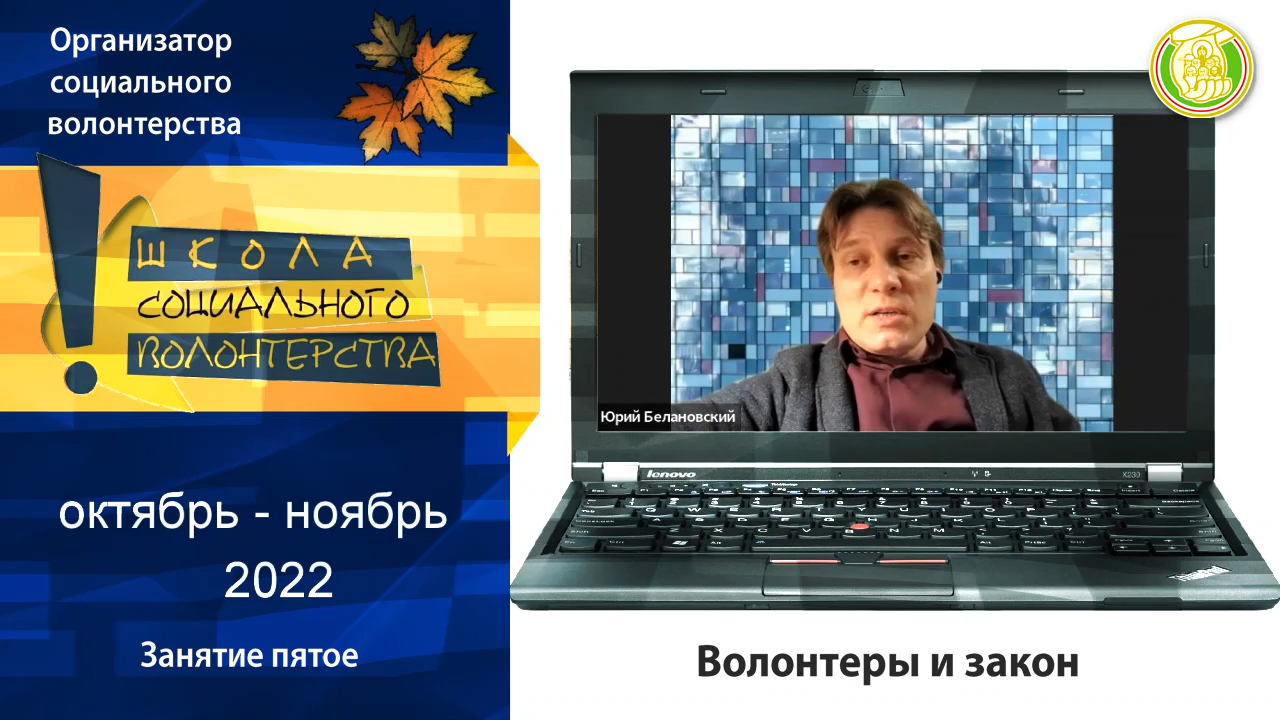 Организатор
социального
волонтерства
ШКОЛА
СОЦИАЛЬНОГО
ВОЛОНТЕРСТВА
октябрь - ноябрь
2022
Занятие пятое
Юрий Белановский
lenovo
X230
ThinkPad
Волонтеры и закон